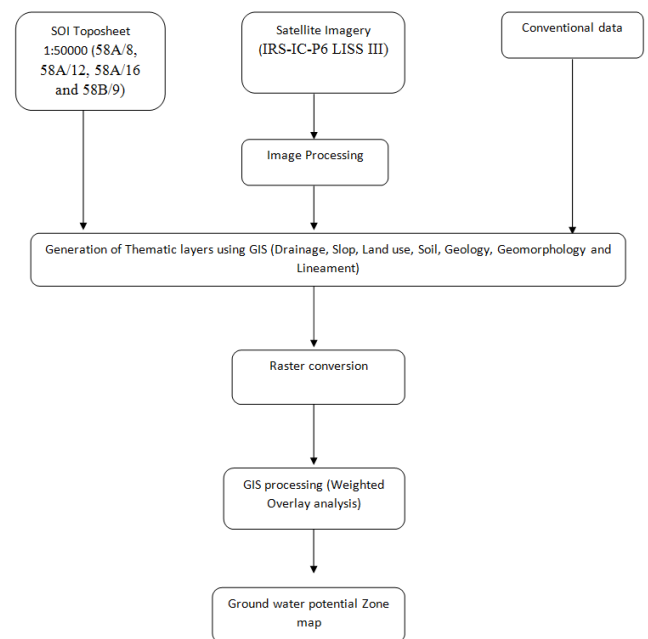 SOI Toposheet
1:50000 (58A/8,
58A/12, 58A/16
and 58B/9)
Satellite Imagery
(IRS-IC-P6 LISS III)
Conventional data
Image Processing
Generation of Thematic layers using GIS (Drainage, Slop, Land use, Soil, Geology, Geomorphology and
Lineament)
Raster conversion
GIS processing (Weighted
Overlay analysis)
Ground water potential Zone
map